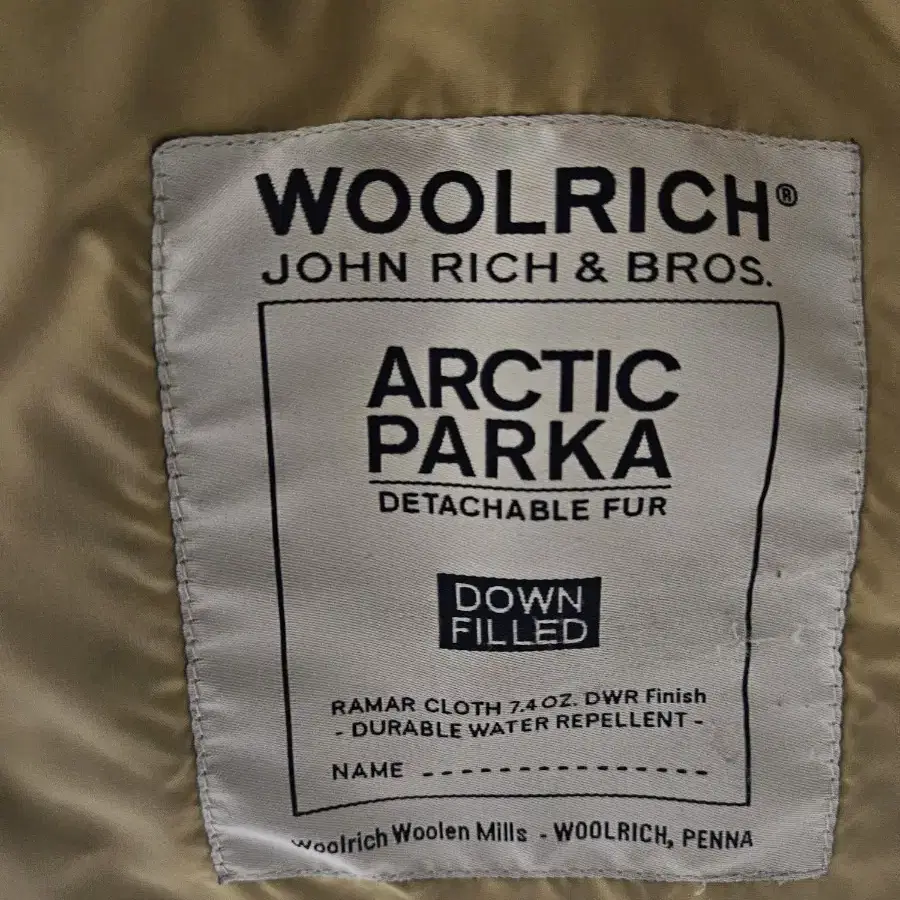 WOOLRICH®
JOHN RICH & BROS.
ARCTIC
PARKA
DETACHABLE FUR
DOWN
FILLED
RAMAR CLOTH 7.4 OZ. DWR Finish
- DURABLE WATER REPELLENT -
NAME ---------------
Woolrich Woolen Mills - WOOLRICH, PENNA